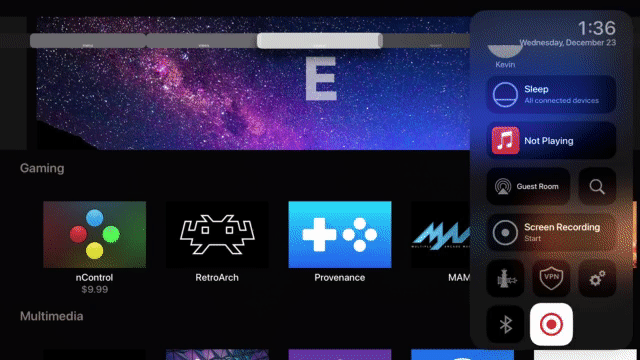 1:36
Wednesday, December 23
E
Kevin
Sleep
All connected devices
Not Playing
Gaming
Guest Room
Screen Recording
Start
nControl
$9.99
RetroArch
Provenance
MAM
VPN
Multimedia